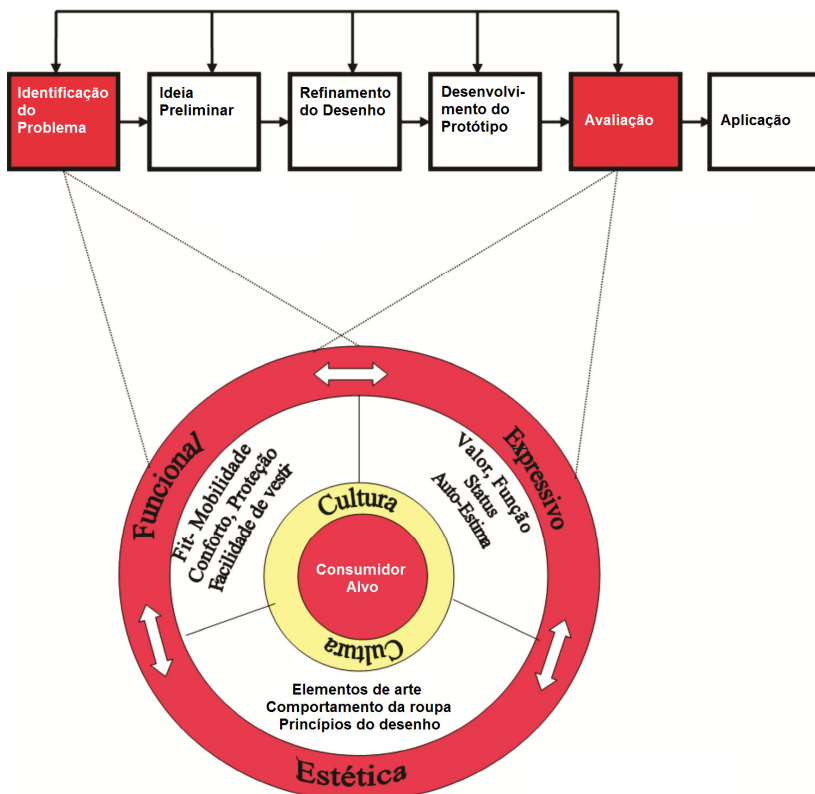 Identificação
do
Problema
Ideia
Preliminar
Refinamento
do Desenho
Desenvolvi-
mento do
Protótipo
Avaliação
Aplicação
Funcional
Fit- Mobilidade
Conforto, Proteção
Facilidade de vestir
Expressivo
Valor, Função
Status
Auto-Estima
Cultura
Consumidor
Alvo
Cultura
Elementos de arte
Comportamento da roupa
Princípios do desenho
Estética